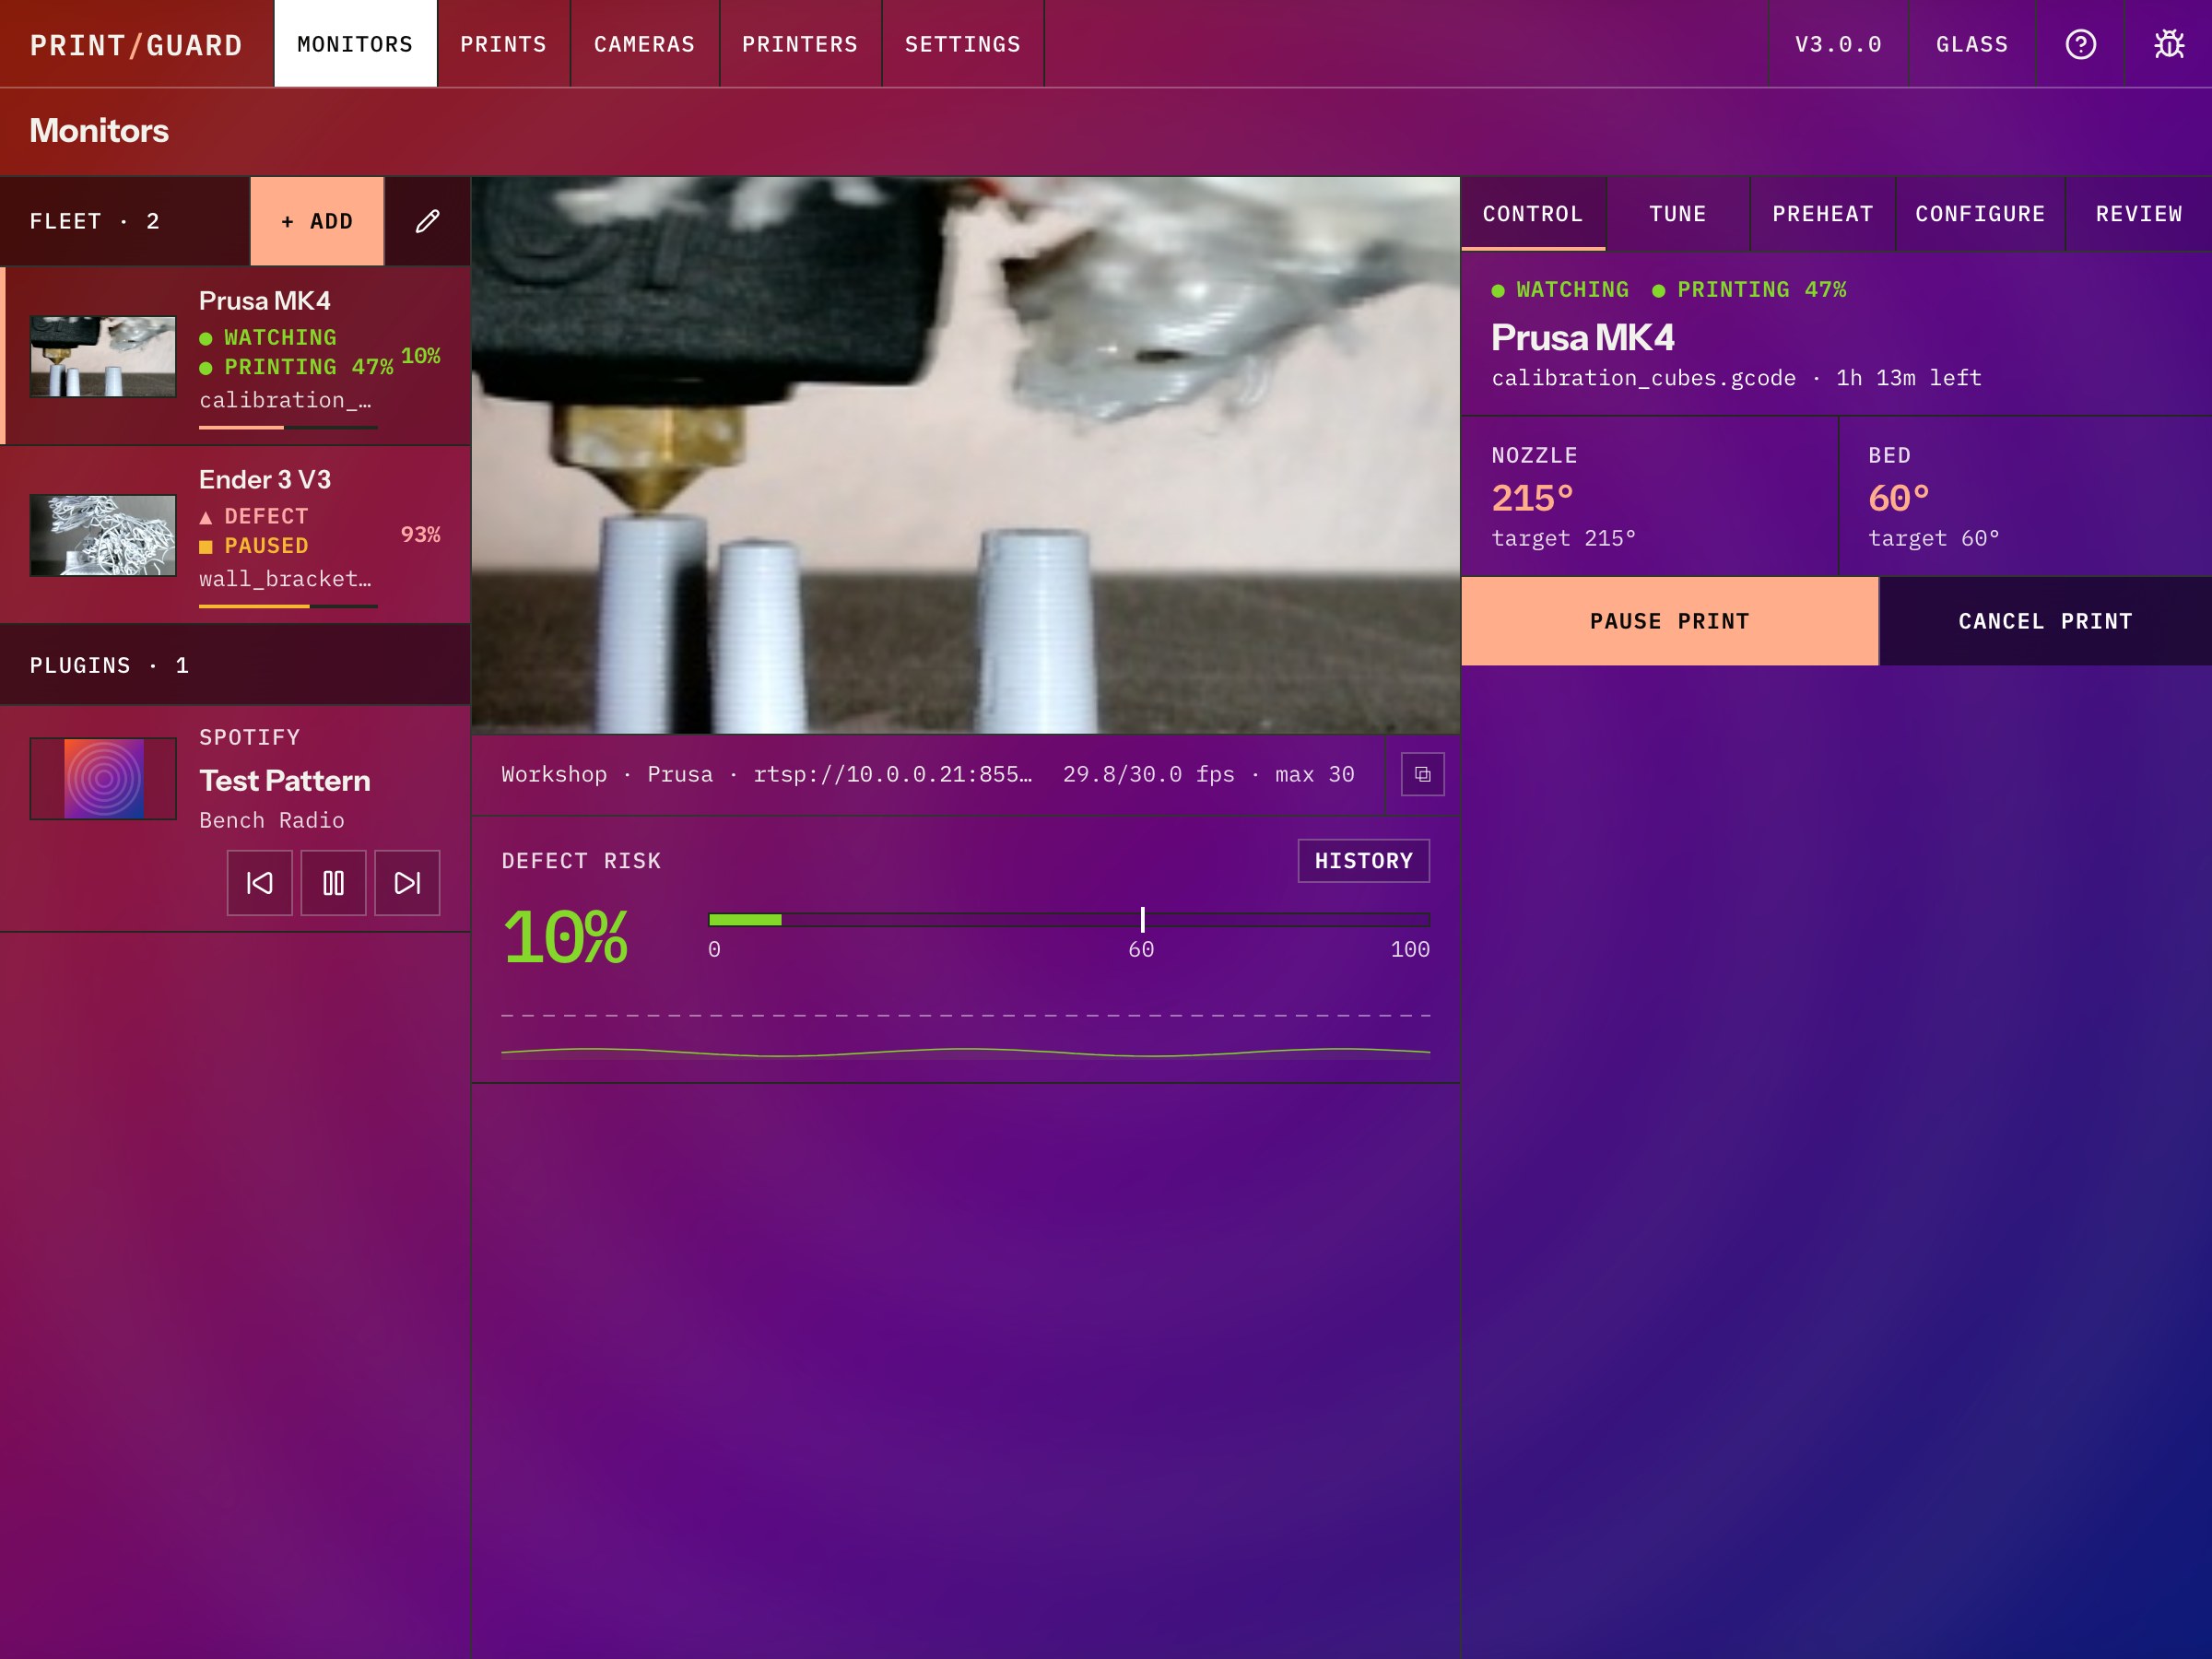 PRINT/GUARD
MONITORS
PRINTS
CAMERAS
PRINTERS
SETTINGS
V3.0.0
GLASS
Monitors
FLEET · 2
+ ADD
Prusa MK4
WATCHING
PRINTING 47%
10%
calibration_…
Ender 3 V3
DEFECT
PAUSED
93%
wall_bracket…
PLUGINS · 1
SPOTIFY
Test Pattern
Bench Radio
Workshop · Prusa · rtsp://10.0.0.21:855… 29.8/30.0 fps · max 30
DEFECT RISK
HISTORY
10%
0 60 100
CONTROL
TUNE
PREHEAT
CONFIGURE
REVIEW
WATCHING PRINTING 47%
Prusa MK4
calibration_cubes.gcode · 1h 13m left
NOZZLE
215°
target 215°
BED
60°
target 60°
PAUSE PRINT
CANCEL PRINT